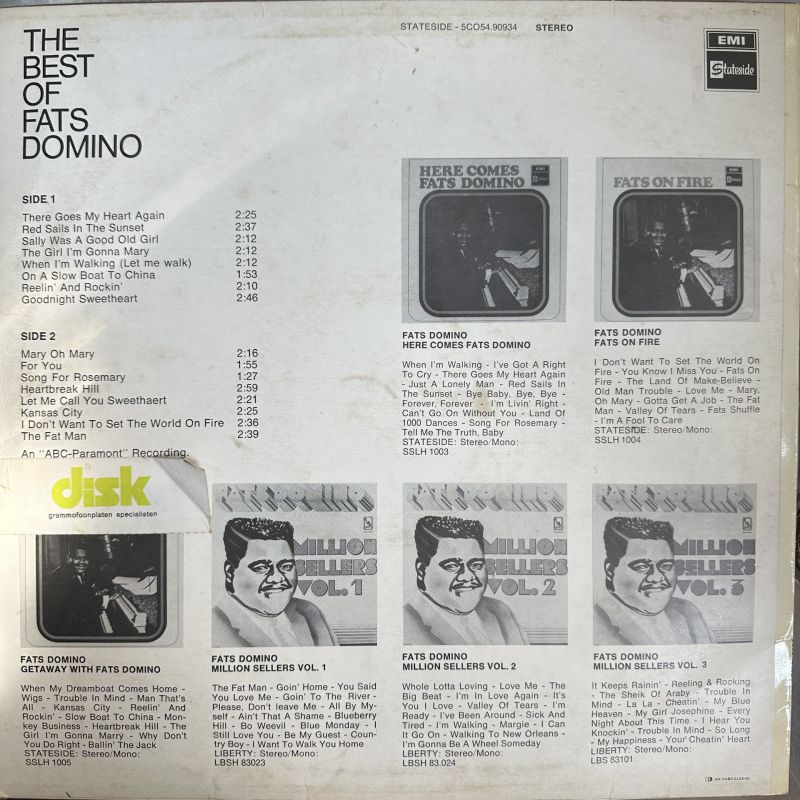 THE
BEST
OF
FATS
DOMINO
STATESIDE - 5C054.90934 STEREO
EMI
Stateside
SIDE 1
There Goes My Heart Again 2:25
Red Sails In The Sunset 2:37
Sally Was A Good Old Girl 2:12
The Girl I'm Gonna Mary 2:12
When I'm Walking (Let me walk) 2:12
On A Slow Boat To China 1:53
Reelin' And Rockin' 2:10
Goodnight Sweetheart 2:46
SIDE 2
Mary Oh Mary 2:16
For You 1:55
Song For Rosemary 1:27
Heartbreak Hill 2:59
Let Me Call You Sweethaert 2:21
Kansas City 2:25
I Don't Want To Set The World On Fire 2:36
The Fat Man 2:39
An "ABC-Paramont" Recording.
disk
grammofoonplaten specialisten
HERE COMES
FATS DOMINO
EMI
FATS DOMINO
HERE COMES FATS DOMINO
When I'm Walking - I've Got A Right
To Cry - There Goes My Heart Again
- Just A Lonely Man - Red Sails In
The Sunset - Bye Baby, Bye, Bye -
Forever, Forever - I'm Livin' Right -
Can't Go On Without You - Land Of
1000 Dances - Song For Rosemary -
Tell Me The Truth, Baby
STATESIDE: Stereo/Mono:
SSLH 1003
FATS ON FIRE
EMI
FATS DOMINO
FATS ON FIRE
I Don't Want To Set The World On
Fire - You Know I Miss You - Fats On
Fire - The Land Of Make-Believe -
Old Man Trouble - Love Me - Mary,
Oh Mary - Gotta Get A Job - The Fat
Man - Valley Of Tears - Fats Shuffle
- I'm A Fool To Care
STATESIDE: Stereo/Mono:
SSLH 1004
FATS DOMINO
GETAWAY WITH FATS DOMINO
When My Dreamboat Comes Home -
Wigs - Trouble In Mind - Man That's
All - Kansas City - Reelin' And
Rockin' - Slow Boat To China - Mon-
key Business - Heartbreak Hill - The
Girl I'm Gonna Marry - Why Don't
You Do Right - Ballin' The Jack
STATESIDE: Stereo/Mono:
SSLH 1005
FATS DOMINO
MILLION
SELLERS
VOL. 1
FATS DOMINO
MILLION SELLERS VOL. 1
The Fat Man - Goin' Home - You Said
You Love Me - Goin' To The River -
Please, Don't leave Me - All By My-
self - Ain't That A Shame - Blueberry
Hill - Bo Weevil - Blue Monday - I
Still Love You - Be My Guest - Coun-
try Boy - I Want To Walk You Home
LIBERTY: Stereo/Mono:
LBSH 83023
FATS DOMINO
MILLION
SELLERS
VOL. 2
FATS DOMINO
MILLION SELLERS VOL. 2
Whole Lotta Loving - Love Me - The
Big Beat - I'm In Love Again - It's
You I Love - Valley Of Tears - I'm
Ready - I've Been Around - Sick And
Tired - I'm Walking - Margie - I Can
It Go On - Walking To New Orleans -
I'm Gonna Be A Wheel Someday
LIBERTY: Stereo/Mono:
LBSH 83.024
FATS DOMINO
MILLION
SELLERS
VOL. 3
FATS DOMINO
MILLION SELLERS VOL. 3
It Keeps Rainin' - Reeling & Rocking
- The Sheik Of Araby - Trouble In
Mind - La La - Cheatin' - My Blue
Heaven - My Girl Josephine - Every
Night About This Time - I Hear You
Knockin' - Trouble In Mind - So Long
- My Happiness - Your Cheatin' Heart
LIBERTY: Stereo/Mono:
LBS 83101
AN INABO SLEEVE